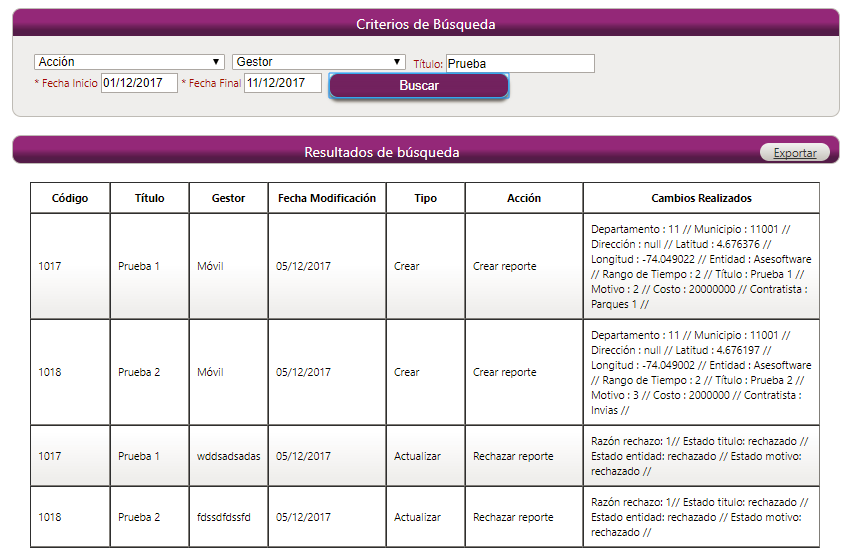 Criterios de Búsqueda
Acción Gestor Título: Prueba
* Fecha Inicio 01/12/2017 * Fecha Final 11/12/2017 Buscar
Resultados de búsqueda Exportar
Código Título Gestor Fecha Modificación Tipo Acción Cambios Realizados
1017 Prueba 1 Móvil 05/12/2017 Crear Crear reporte
Departamento : 11 // Municipio : 11001 //
Dirección : null // Latitud : 4.676376 //
Longitud : -74.049022 // Entidad : Asesoftware
// Rango de Tiempo : 2 // Título : Prueba 1 //
Motivo : 2 // Costo : 20000000 // Contratista :
Parques 1 //
1018 Prueba 2 Móvil 05/12/2017 Crear Crear reporte
Departamento : 11 // Municipio : 11001 //
Dirección : null // Latitud : 4.676197 //
Longitud : -74.049002 // Entidad : Asesoftware
// Rango de Tiempo : 2 // Título : Prueba 2 //
Motivo : 3 // Costo : 2000000 // Contratista :
Invias //
1017 Prueba 1 wddsadsadas 05/12/2017 Actualizar Rechazar reporte
Razón rechazo: 1// Estado titulo: rechazado //
Estado entidad: rechazado // Estado motivo:
rechazado //
1018 Prueba 2 fdssdfdssfd 05/12/2017 Actualizar Rechazar reporte
Razón rechazo: 1// Estado titulo: rechazado //
Estado entidad: rechazado // Estado motivo:
rechazado //